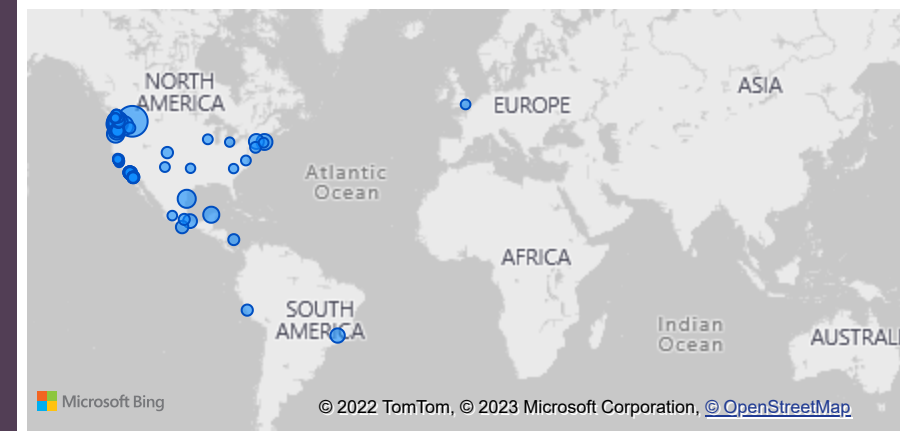 NORTH
AMERICA
ASIA
EUROPE
Atlantic
Ocean
AFRICA
SOUTH
AMERICA
Indian
Ocean
AUSTRAL
Microsoft Bing
© 2022 TomTom, © 2023 Microsoft Corporation, © OpenStreetMap